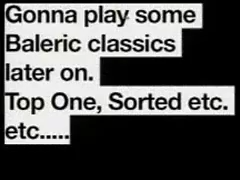 Gonna play some
Baleric classics
later on.
Top One, Sorted etc.
etc.....